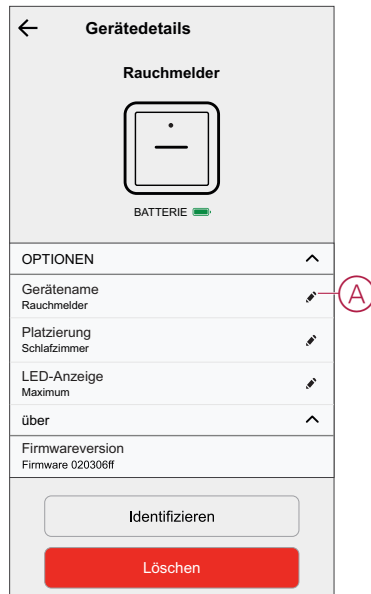 Gerätedetails
Rauchmelder
BATTERIE
OPTIONEN
Gerätename
Rauchmelder
A
Platzierung
Schlafzimmer
LED-Anzeige
Maximum
über
Firmwareversion
Firmware 020306ff
Identifizieren
Löschen